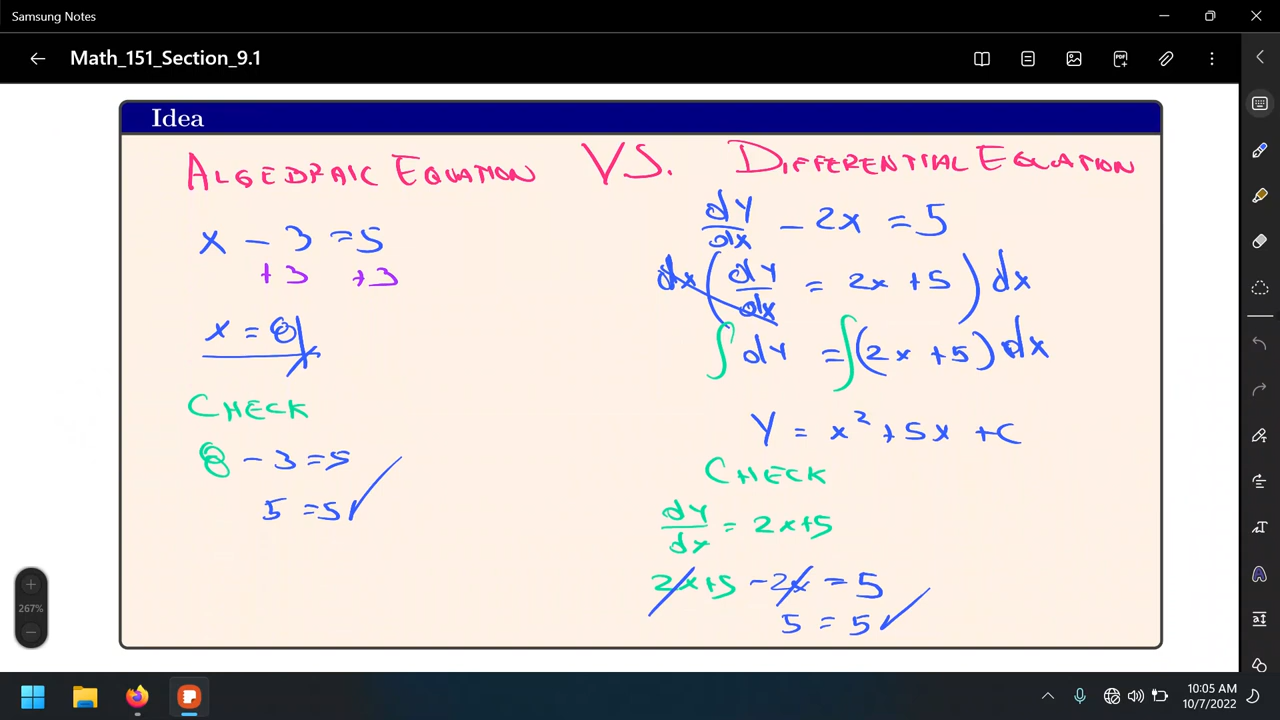 Samsung Notes
Math_151_Section_9.1
Idea
ALGEBRAIC EQUATION VS. DIFFERENTIAL EQUATION
x - 3 = 5
+3 +3
x = 8
CHECK
8 - 3 = 5
5 = 5 ✓
dy/dx - 2x = 5
dx ( dy/dx = 2x + 5 ) dx
∫ dy = ∫ (2x + 5) dx
y = x² + 5x + C
CHECK
dy/dx = 2x+5
2x+5 - 2x = 5
5 = 5 ✓
267%
10:05 AM
10/7/2022